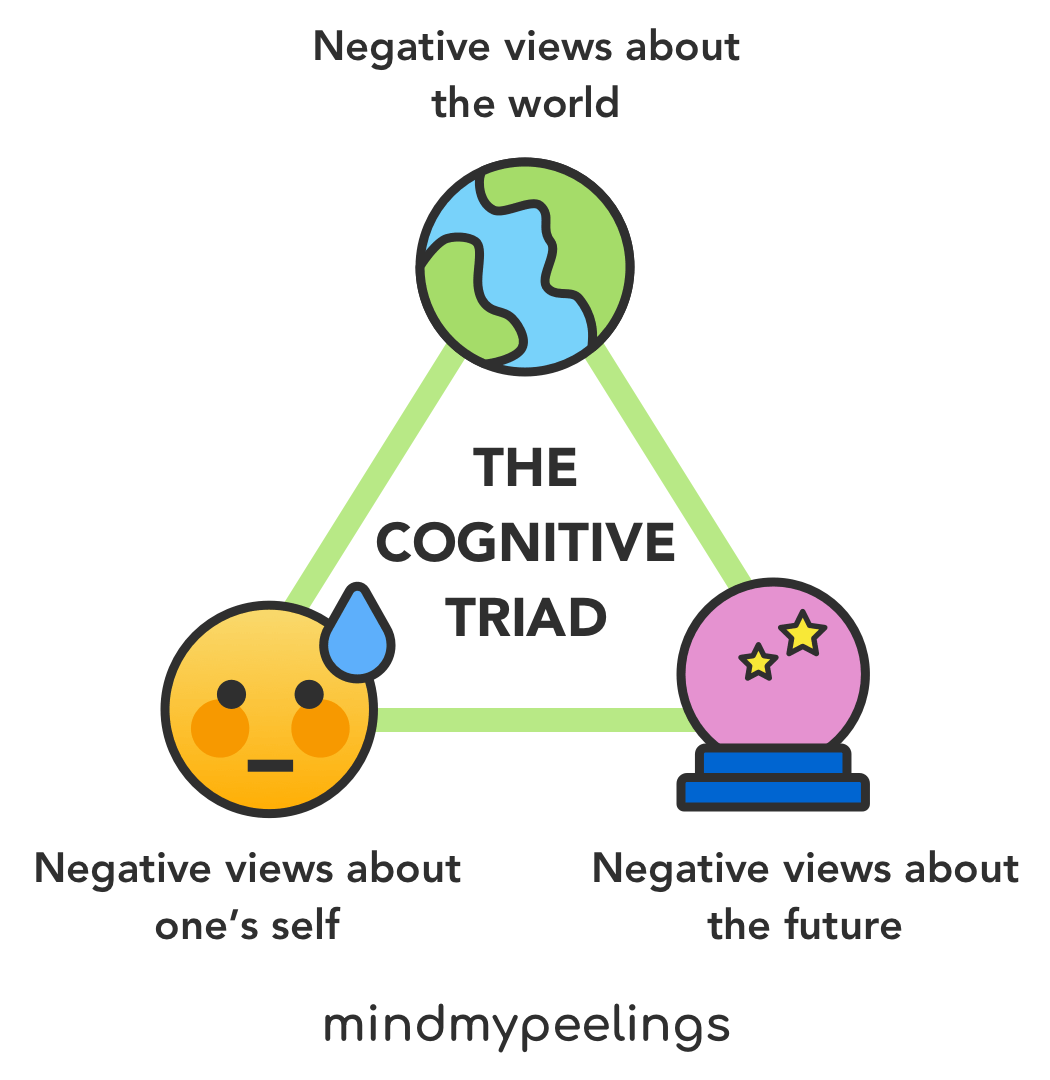 Negative views about
the world
THE
COGNITIVE
TRIAD
Negative views about
one’s self
Negative views about
the future
mindmypeelings